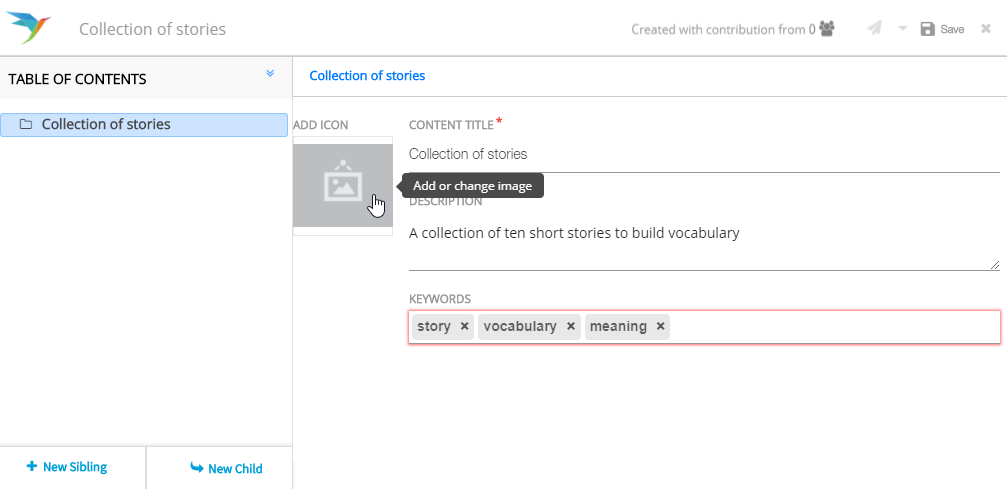 Collection of stories
Created with contribution from 0
Save
TABLE OF CONTENTS
Collection of stories
Collection of stories
ADD ICON
CONTENT TITLE *
Collection of stories
Add or change image
DESCRIPTION
A collection of ten short stories to build vocabulary
KEYWORDS
story × vocabulary × meaning ×
New Sibling
New Child